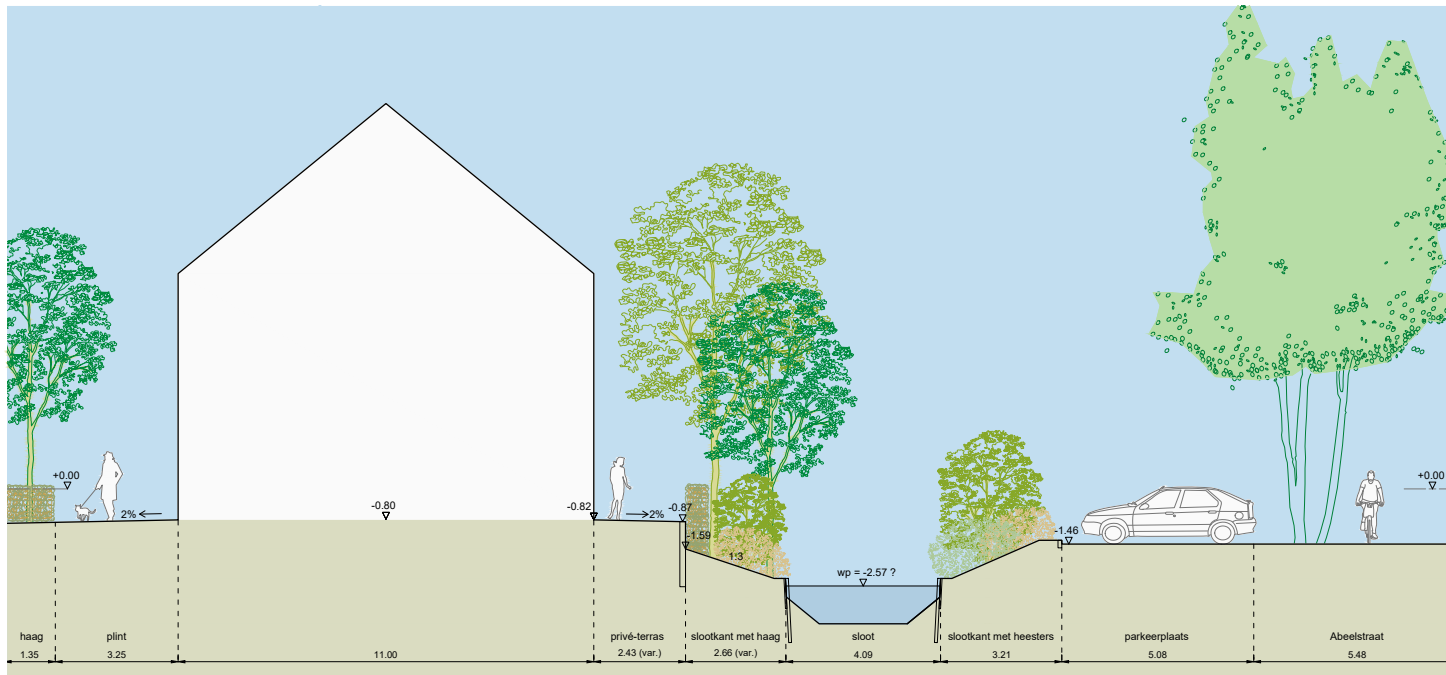 +0.00
+0.00
2%
-0.80
-0.82
2%
-0.87
-1.59
1:3
-1.46
wp = -2.57 ?
haag
plint
privé-terras
slootkant met haag
sloot
slootkant met heesters
parkeerplaats
Abeelstraat
1.35
3.25
11.00
2.43 (var.)
2.66 (var.)
4.09
3.21
5.08
5.48